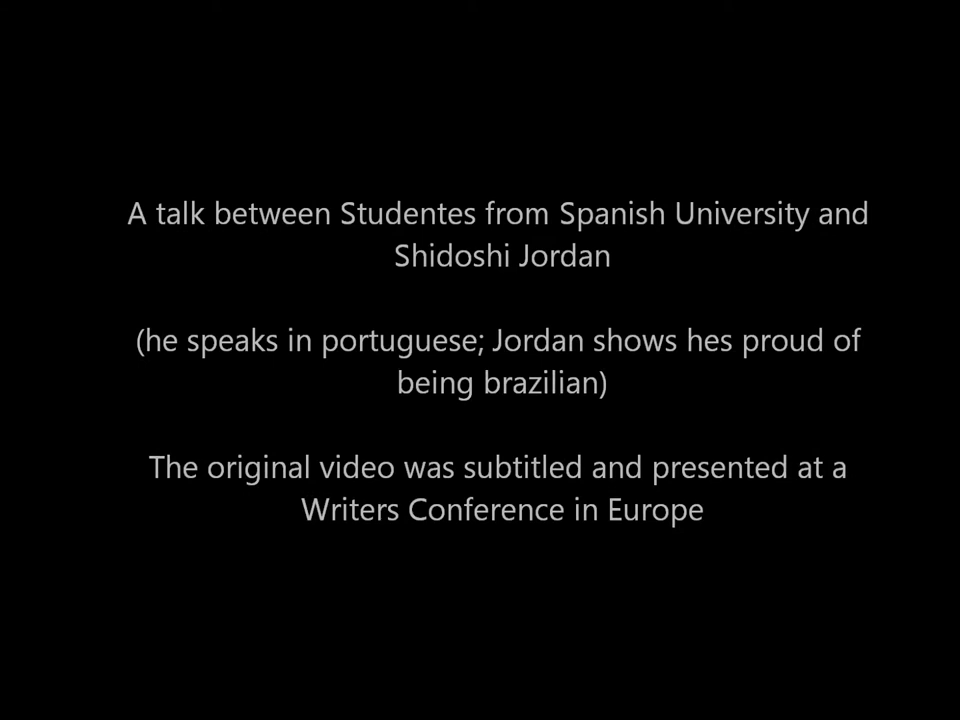 A talk between Studentes from Spanish University and
Shidoshi Jordan
(he speaks in portuguese; Jordan shows hes proud of
being brazilian)
The original video was subtitled and presented at a
Writers Conference in Europe